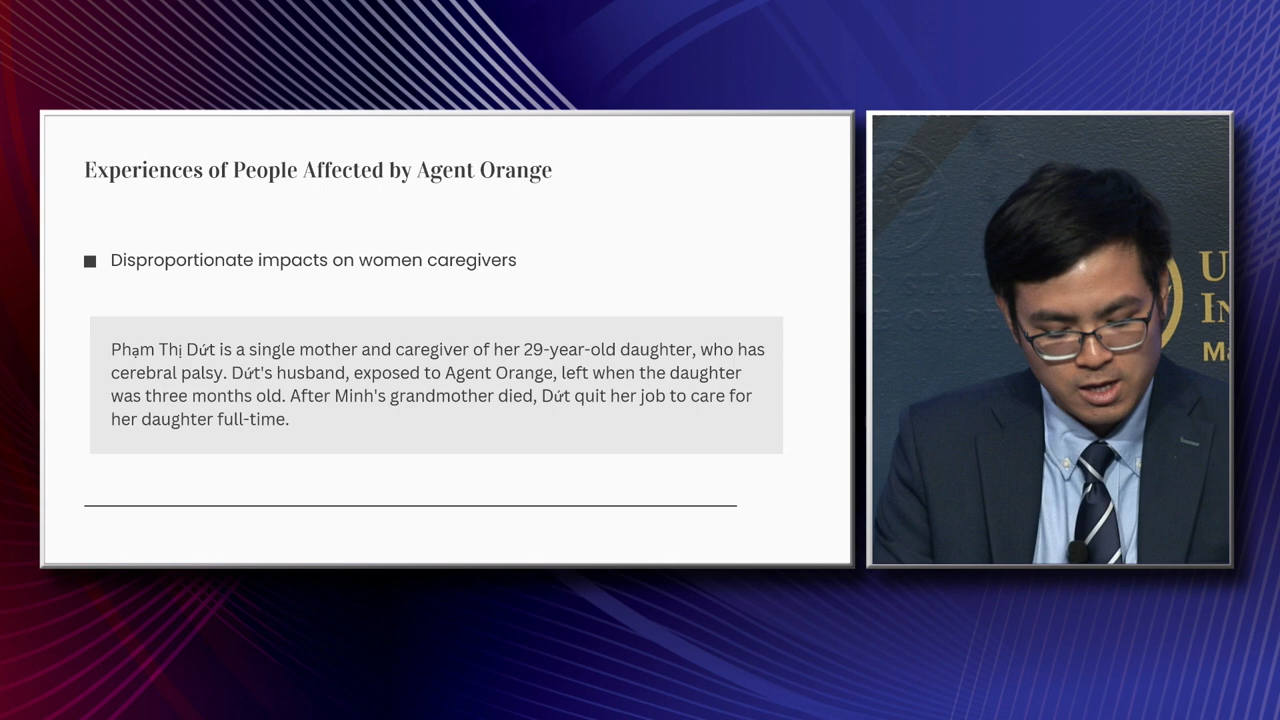 Experiences of People Affected by Agent Orange
Disproportionate impacts on women caregivers
Phạm Thị Dứt is a single mother and caregiver of her 29-year-old daughter, who has
cerebral palsy. Dứt's husband, exposed to Agent Orange, left when the daughter
was three months old. After Minh's grandmother died, Dứt quit her job to care for
her daughter full-time.